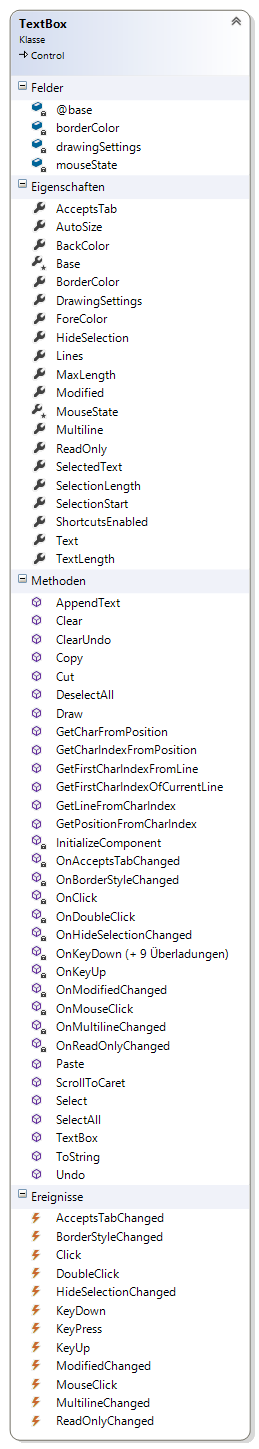 TextBox
Klasse
Control
Felder
@base
borderColor
drawingSettings
mouseState
Eigenschaften
AcceptsTab
AutoSize
BackColor
Base
BorderColor
DrawingSettings
ForeColor
HideSelection
Lines
MaxLength
Modified
MouseState
Multiline
ReadOnly
SelectedText
SelectionLength
SelectionStart
ShortcutsEnabled
Text
TextLength
Methoden
AppendText
Clear
ClearUndo
Copy
Cut
DeselectAll
Draw
GetCharFromPosition
GetCharIndexFromPosition
GetFirstCharIndexFromLine
GetFirstCharIndexOfCurrentLine
GetLineFromCharIndex
GetPositionFromCharIndex
InitializeComponent
OnAcceptsTabChanged
OnBorderStyleChanged
OnClick
OnDoubleClick
OnHideSelectionChanged
OnKeyDown (+ 9 Überladungen)
OnKeyUp
OnModifiedChanged
OnMouseClick
OnMultilineChanged
OnReadOnlyChanged
Paste
ScrollToCaret
Select
SelectAll
TextBox
ToString
Undo
Ereignisse
AcceptsTabChanged
BorderStyleChanged
Click
DoubleClick
HideSelectionChanged
KeyDown
KeyPress
KeyUp
ModifiedChanged
MouseClick
MultilineChanged
ReadOnlyChanged